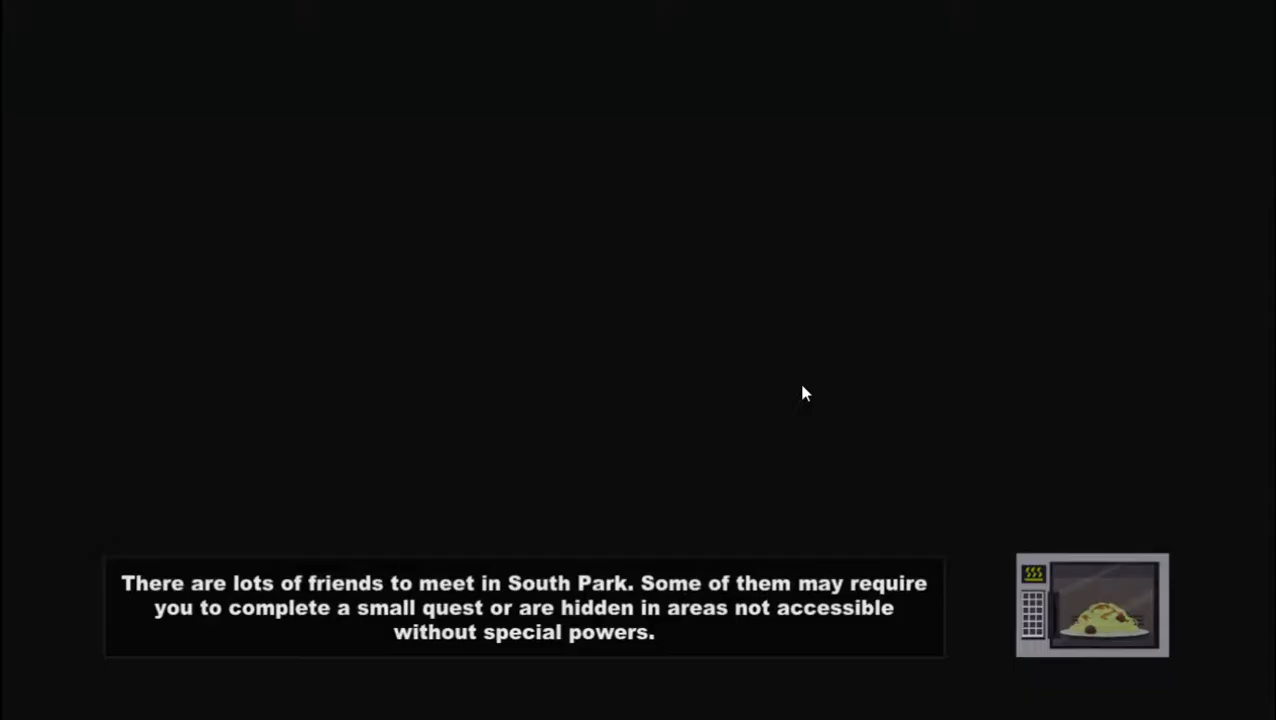 There are lots of friends to meet in South Park. Some of them may require
you to complete a small quest or are hidden in areas not accessible
without special powers.